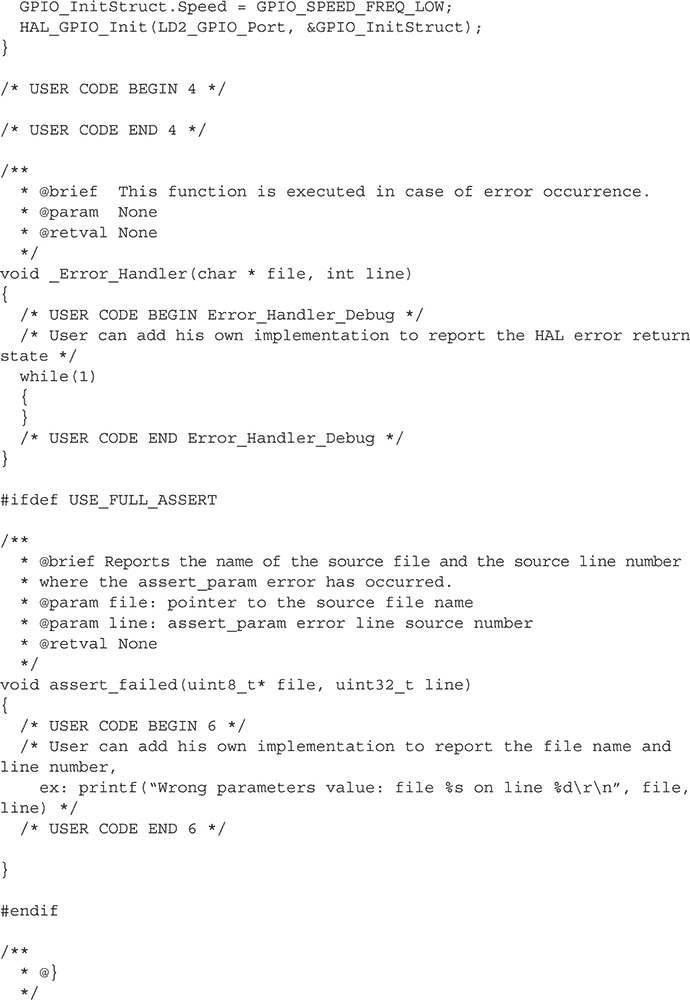 GPIO_InitStruct.Speed = GPIO_SPEED_FREQ_LOW;
  HAL_GPIO_Init(LD2_GPIO_Port, &GPIO_InitStruct);
}

/* USER CODE BEGIN 4 */

/* USER CODE END 4 */

/**
  * @brief  This function is executed in case of error occurrence.
  * @param  None
  * @retval None
  */
void _Error_Handler(char * file, int line)
{
  /* USER CODE BEGIN Error_Handler_Debug */
  /* User can add his own implementation to report the HAL error return
state */
  while(1)
  {
  }
  /* USER CODE END Error_Handler_Debug */
}

#ifdef USE_FULL_ASSERT

/**
  * @brief Reports the name of the source file and the source line number
  * where the assert_param error has occurred.
  * @param file: pointer to the source file name
  * @param line: assert_param error line source number
  * @retval None
  */
void assert_failed(uint8_t* file, uint32_t line)
{
  /* USER CODE BEGIN 6 */
  /* User can add his own implementation to report the file name and
line number,
    ex: printf(“Wrong parameters value: file %s on line %d\r\n”, file,
line) */
  /* USER CODE END 6 */

}

#endif

/**
  * @}
  */